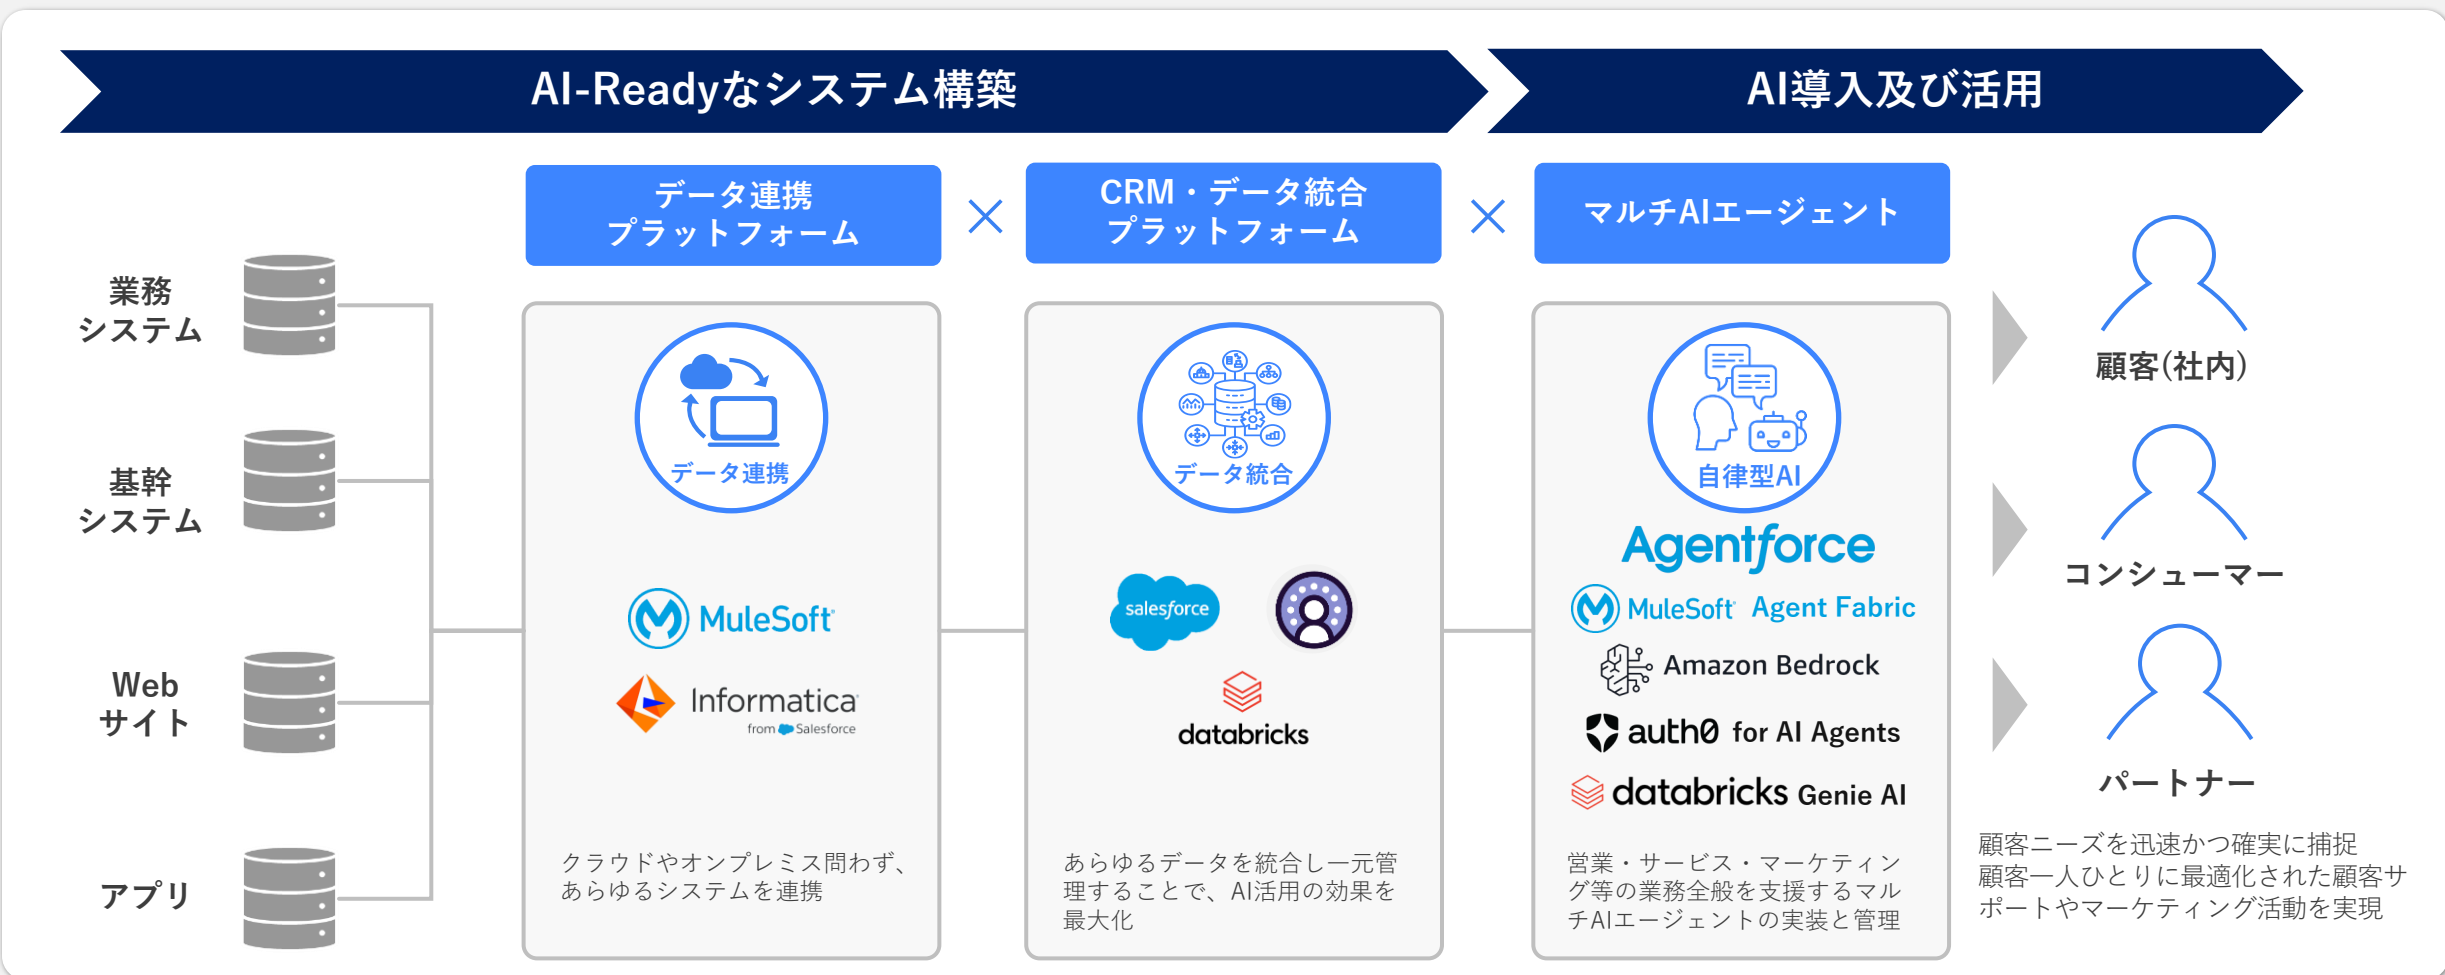 AI-Readyなシステム構築
AI導入及び活用
データ連携
プラットフォーム
CRM・データ統合
プラットフォーム
マルチAIエージェント
業務
システム
基幹
システム
Web
サイト
アプリ
データ連携
MuleSoft
Informatica
from Salesforce
クラウドやオンプレミス問わず、
あらゆるシステムを連携
データ統合
salesforce
databricks
あらゆるデータを統合し一元管
理することで、AI活用の効果を
最大化
自律型AI
Agentforce
MuleSoft Agent Fabric
Amazon Bedrock
auth0 for AI Agents
databricks Genie AI
営業・サービス・マーケティン
グ等の業務全般を支援するマル
チAIエージェントの実装と管理
顧客(社内)
コンシューマー
パートナー
顧客ニーズを迅速かつ確実に捕捉
顧客一人ひとりに最適化された顧客サ
ポートやマーケティング活動を実現